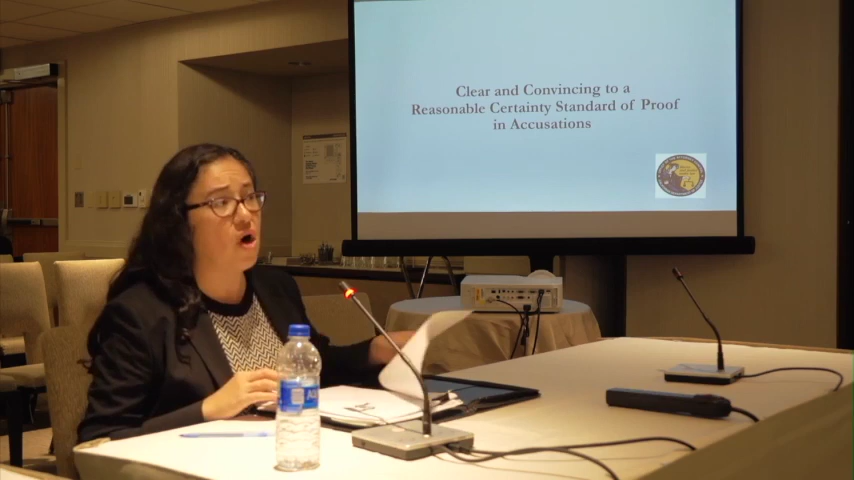 Clear and Convincing to a
Reasonable Certainty Standard of Proof
in Accusations